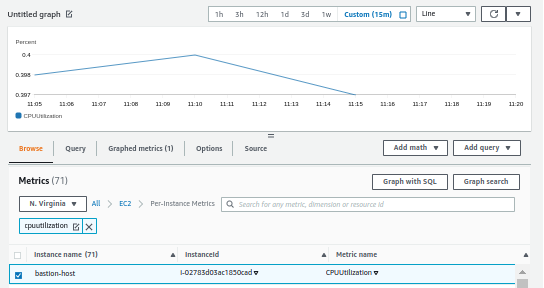 Untitled graph 1h 3h 12h 1d 3d 1w Custom (15m) Line
Percent
0.4
0.398
0.397
11:05 11:06 11:07 11:08 11:09 11:10 11:11 11:12 11:13 11:14 11:15 11:16 11:17 11:18 11:19 11:20
CPUUtilization
Browse Query Graphed metrics (1) Options Source Add math Add query
Metrics (71) Graph with SQL Graph search
N. Virginia All EC2 Per-Instance Metrics Search for any metric, dimension or resource id
cpuutilization
Instance name (71) InstanceId Metric name
bastion-host i-02783d03ac1850cad CPUUtilization